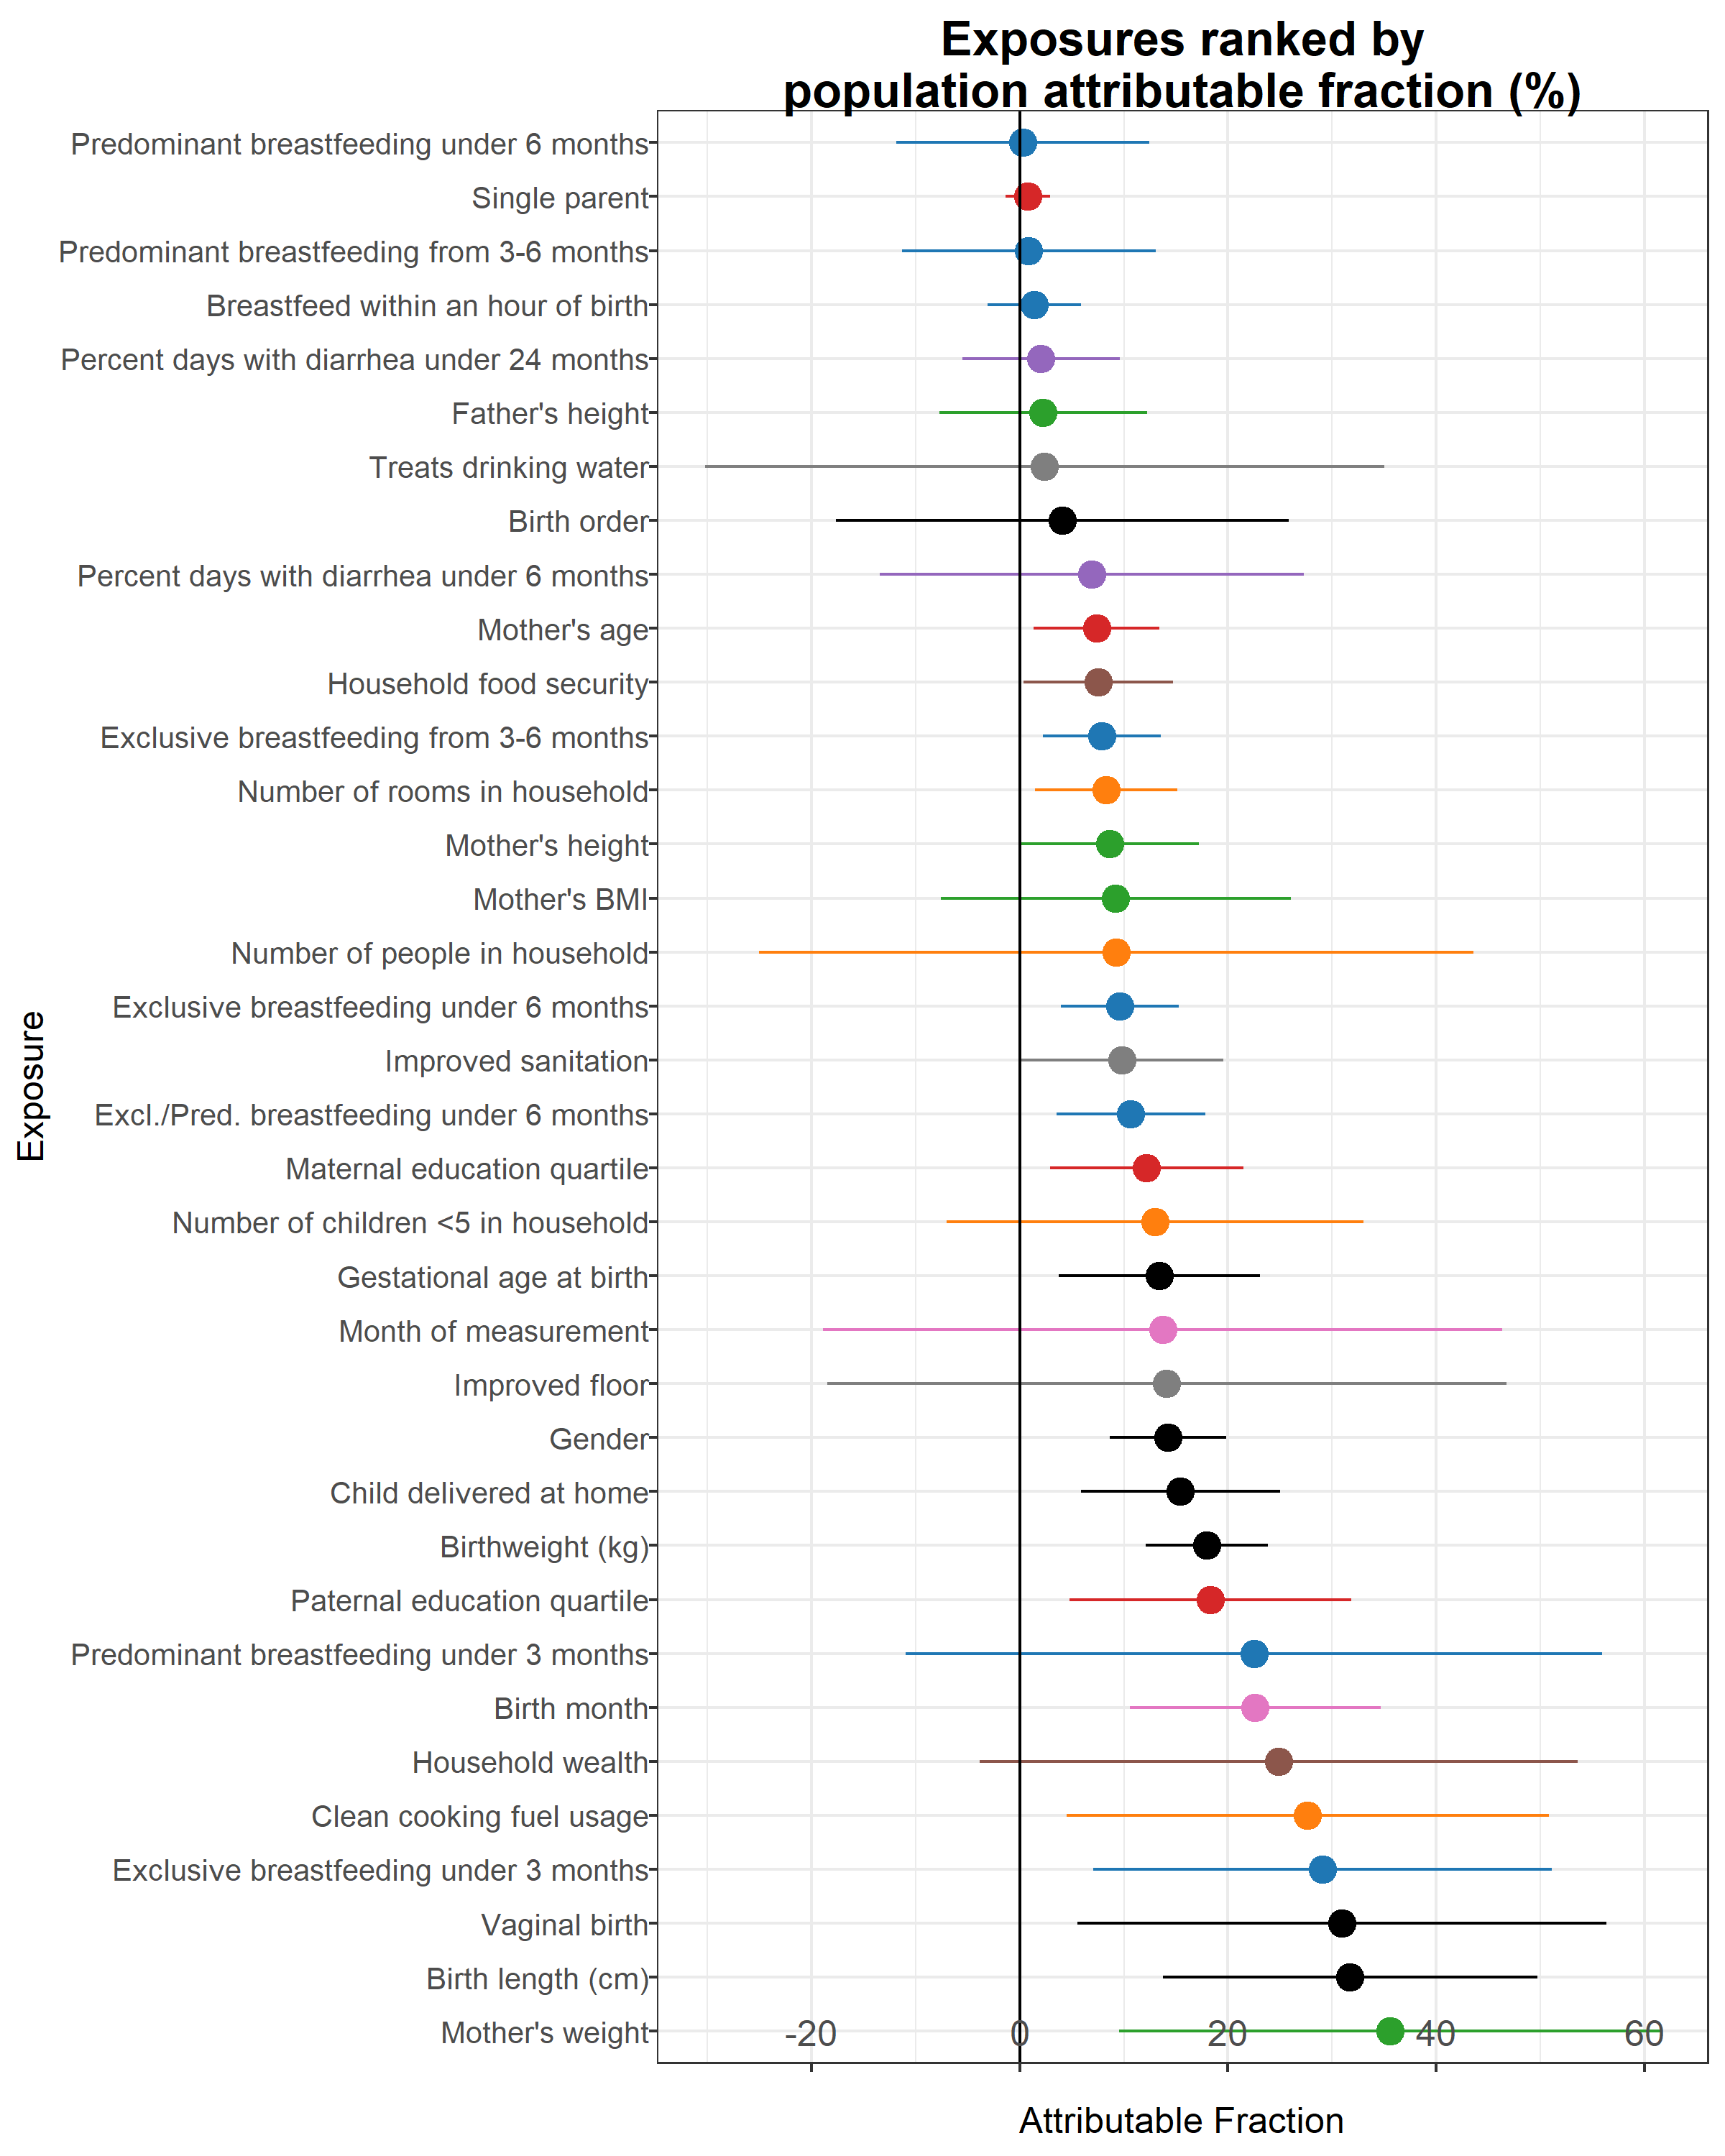 Exposures ranked by
population attributable fraction (%)
Predominant breastfeeding under 6 months
Single parent
Predominant breastfeeding from 3-6 months
Breastfeed within an hour of birth
Percent days with diarrhea under 24 months
Father's height
Treats drinking water
Birth order
Percent days with diarrhea under 6 months
Mother's age
Household food security
Exclusive breastfeeding from 3-6 months
Number of rooms in household
Mother's height
Mother's BMI
Number of people in household
Exclusive breastfeeding under 6 months
Improved sanitation
Excl./Pred. breastfeeding under 6 months
Maternal education quartile
Number of children <5 in household
Gestational age at birth
Month of measurement
Improved floor
Gender
Child delivered at home
Birthweight (kg)
Paternal education quartile
Predominant breastfeeding under 3 months
Birth month
Household wealth
Clean cooking fuel usage
Exclusive breastfeeding under 3 months
Vaginal birth
Birth length (cm)
Mother's weight
Exposure
-20 0 20 40 60
Attributable Fraction